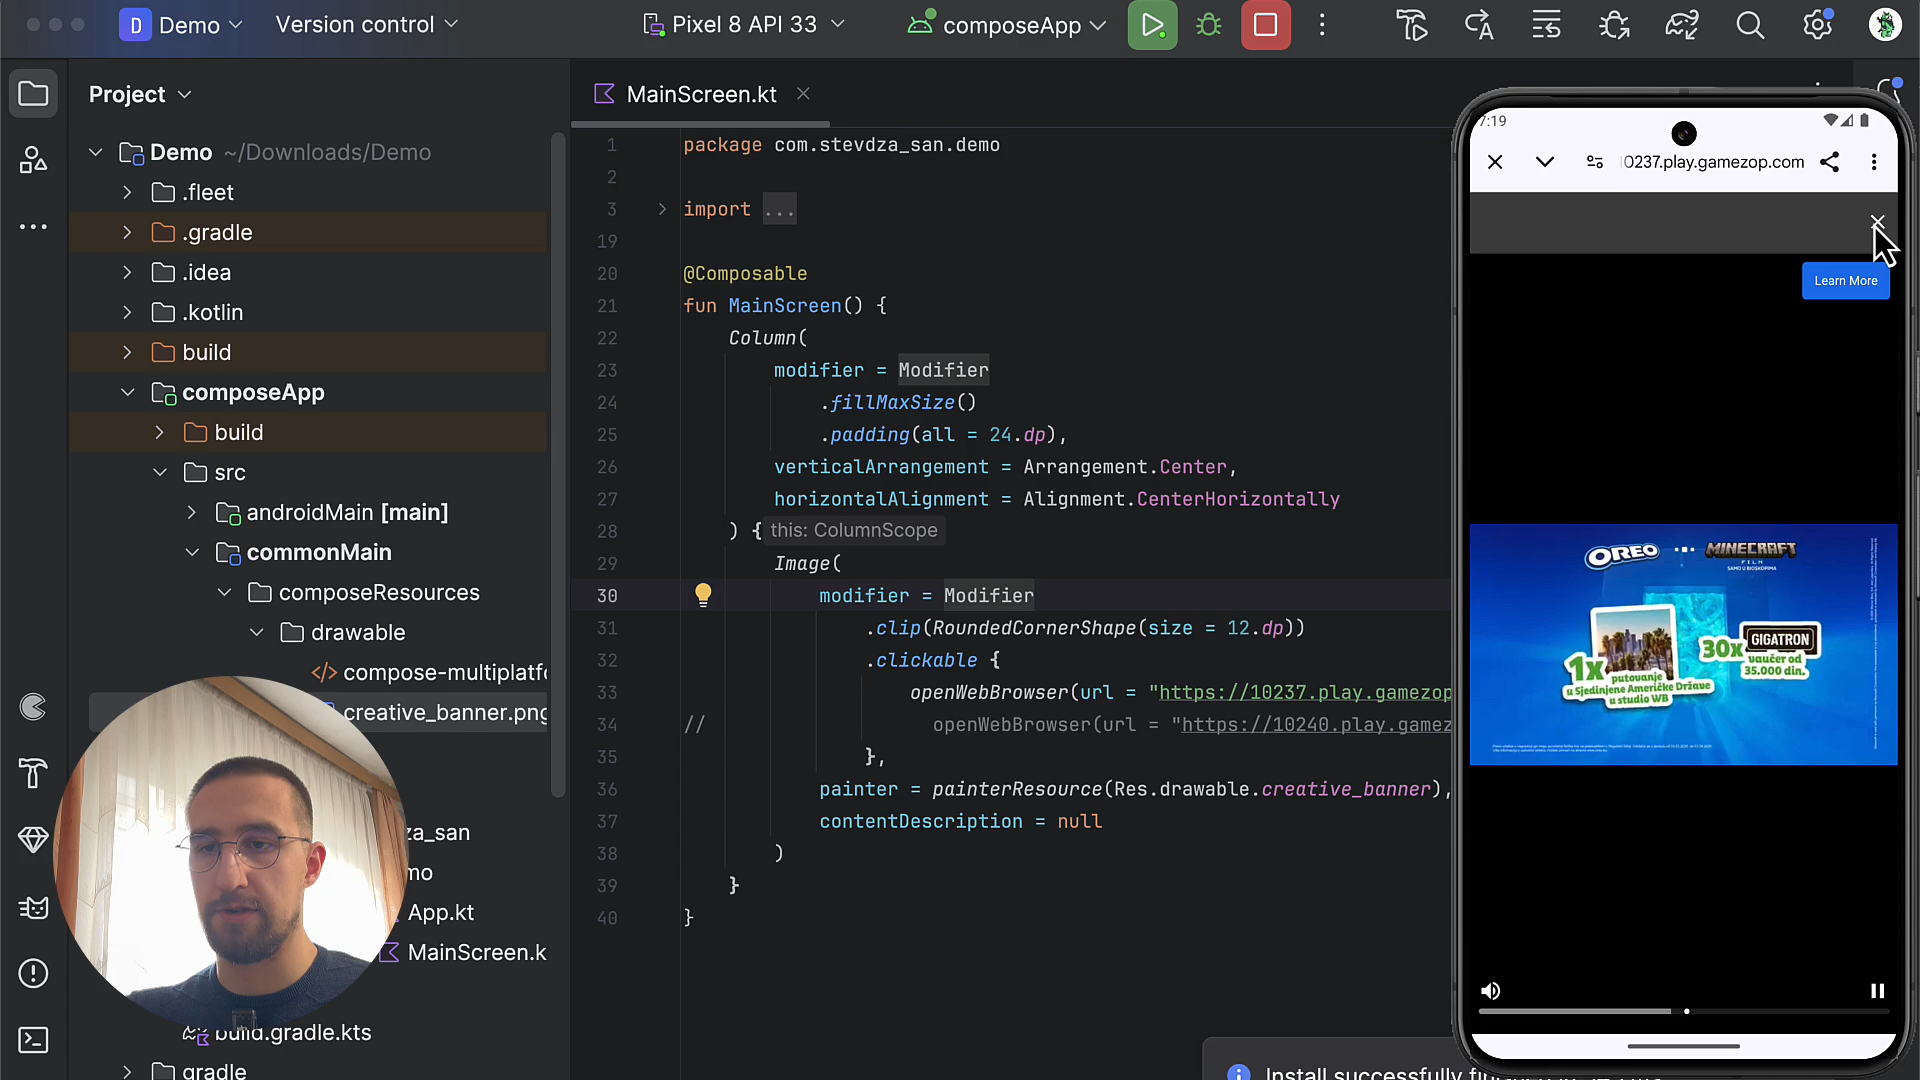 D Demo
Version control
Pixel 8 API 33
composeApp
Project
MainScreen.kt
Demo ~/Downloads/Demo
.fleet
.gradle
.idea
.kotlin
build
composeApp
build
src
androidMain [main]
commonMain
composeResources
drawable
</> compose-multiplatfo
creative_banner.png
za_san
mo
App.kt
MainScreen.k
build.gradle.kts
gradle
1 package com.stevdza_san.demo
2
3 import ...
19
20 @Composable
21 fun MainScreen() {
22 Column(
23 modifier = Modifier
24 .fillMaxSize()
25 .padding(all = 24.dp),
26 verticalArrangement = Arrangement.Center,
27 horizontalAlignment = Alignment.CenterHorizontally
28 ) { this: ColumnScope
29 Image(
30 modifier = Modifier
31 .clip(RoundedCornerShape(size = 12.dp))
32 .clickable {
33 openWebBrowser(url = "https://10237.play.gamezop
34 // openWebBrowser(url = "https://10240.play.gamez
35 },
36 painter = painterResource(Res.drawable.creative_banner),
37 contentDescription = null
38 )
39 }
40 }
7:19
10237.play.gamezop.com
Learn More
OREO
MINECRAFT
FILM
SAMO U BIOSKOPIMA
1x putovanje
u Sjedinjene Američke Države
u studio WB
30x GIGATRON
vaučer od
35.000 din.
Install successfully fini